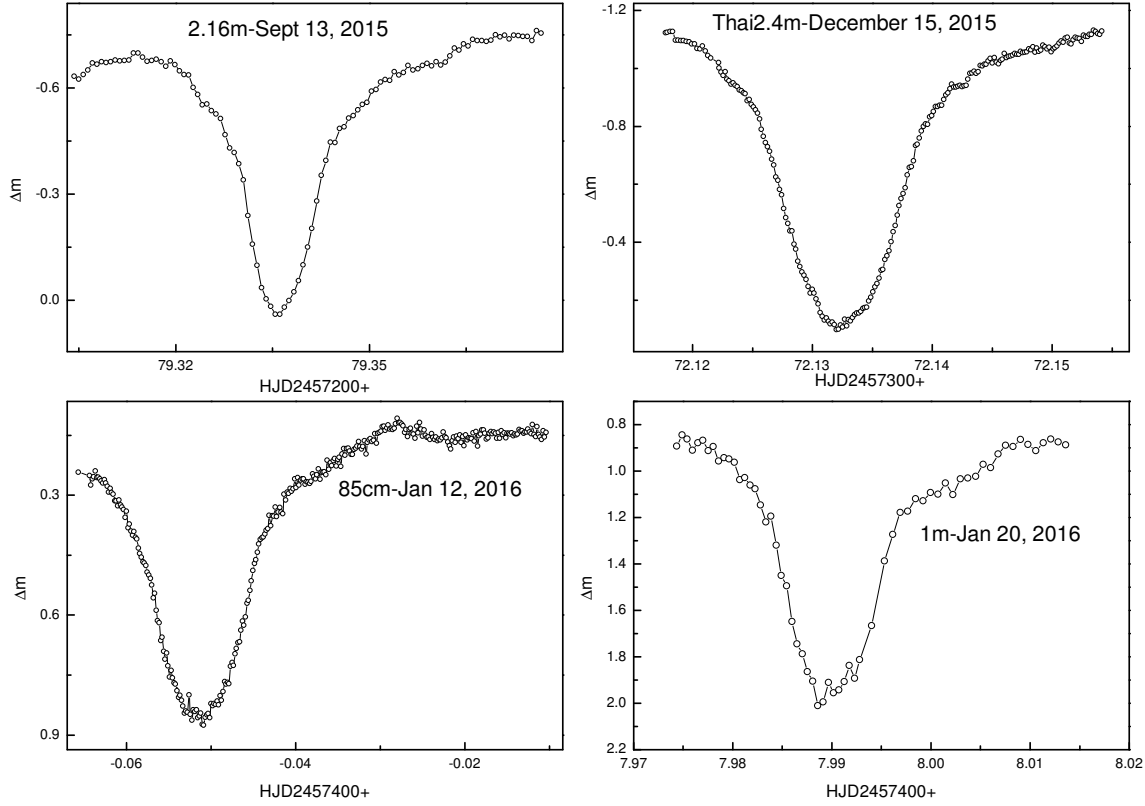 2.16m-Sept 13, 2015
-0.6
-0.3
0.0
Δm
79.32
79.35
HJD2457200+
Thai2.4m-December 15, 2015
-1.2
-0.8
-0.4
Δm
72.12
72.13
72.14
72.15
HJD2457300+
85cm-Jan 12, 2016
0.3
0.6
0.9
Δm
-0.06
-0.04
-0.02
HJD2457400+
1m-Jan 20, 2016
0.8
1.0
1.2
1.4
1.6
1.8
2.0
2.2
Δm
7.97
7.98
7.99
8.00
8.01
8.02
HJD2457400+